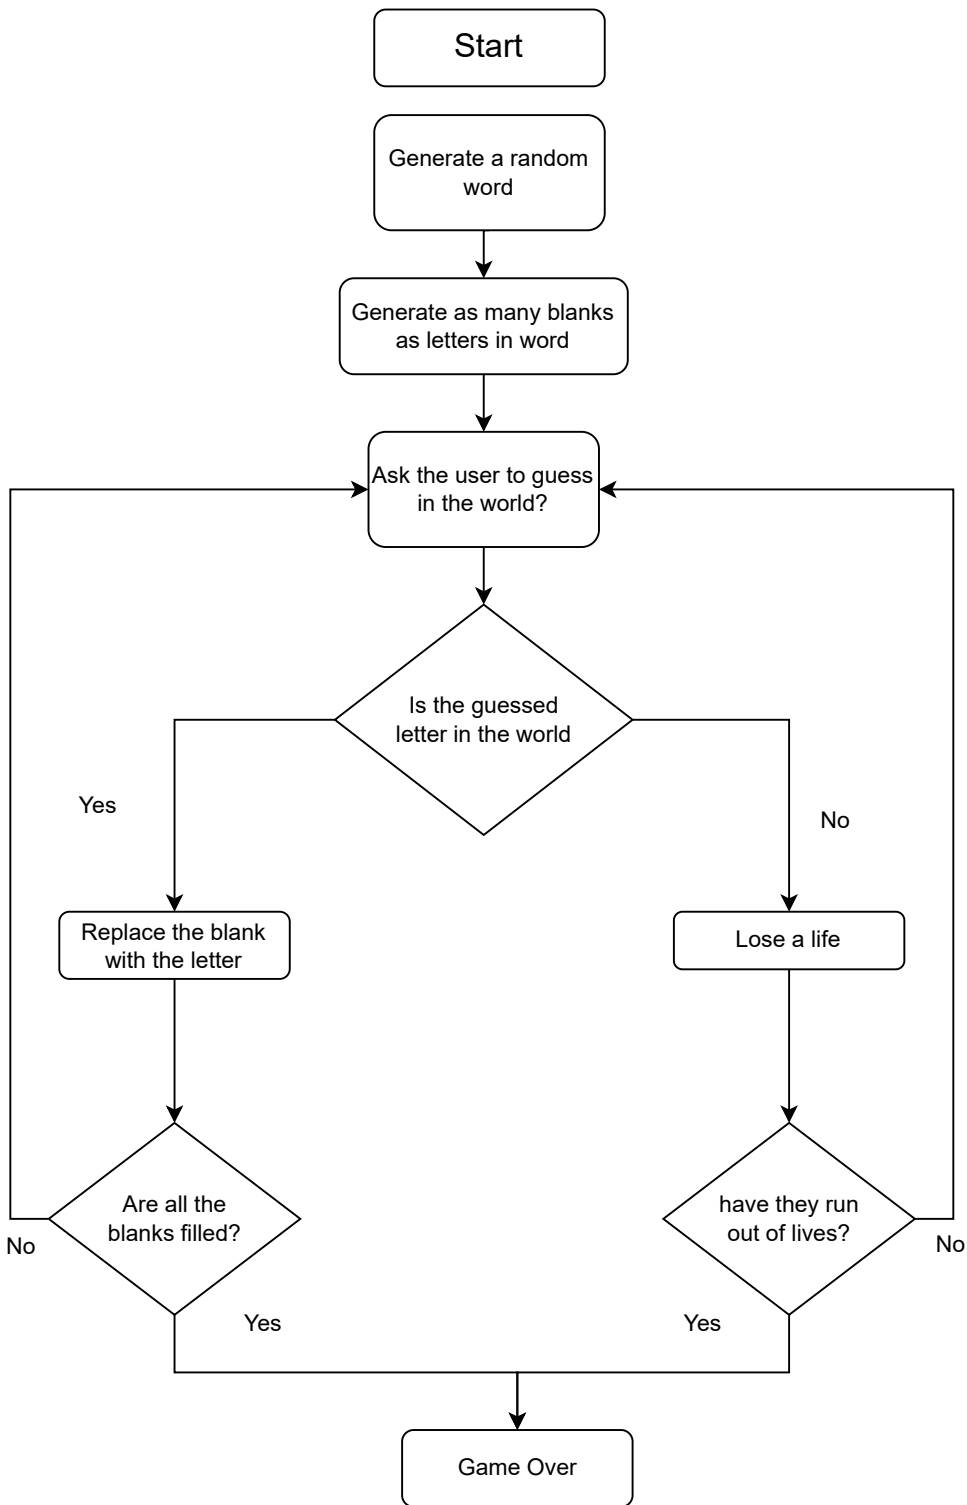 Start
Generate a random
word
Generate as many blanks
as letters in word
Ask the user to guess
in the world?
Is the guessed
letter in the world
Yes
No
Replace the blank
with the letter
Lose a life
Are all the
blanks filled?
have they run
out of lives?
No
No
Yes
Yes
Game Over